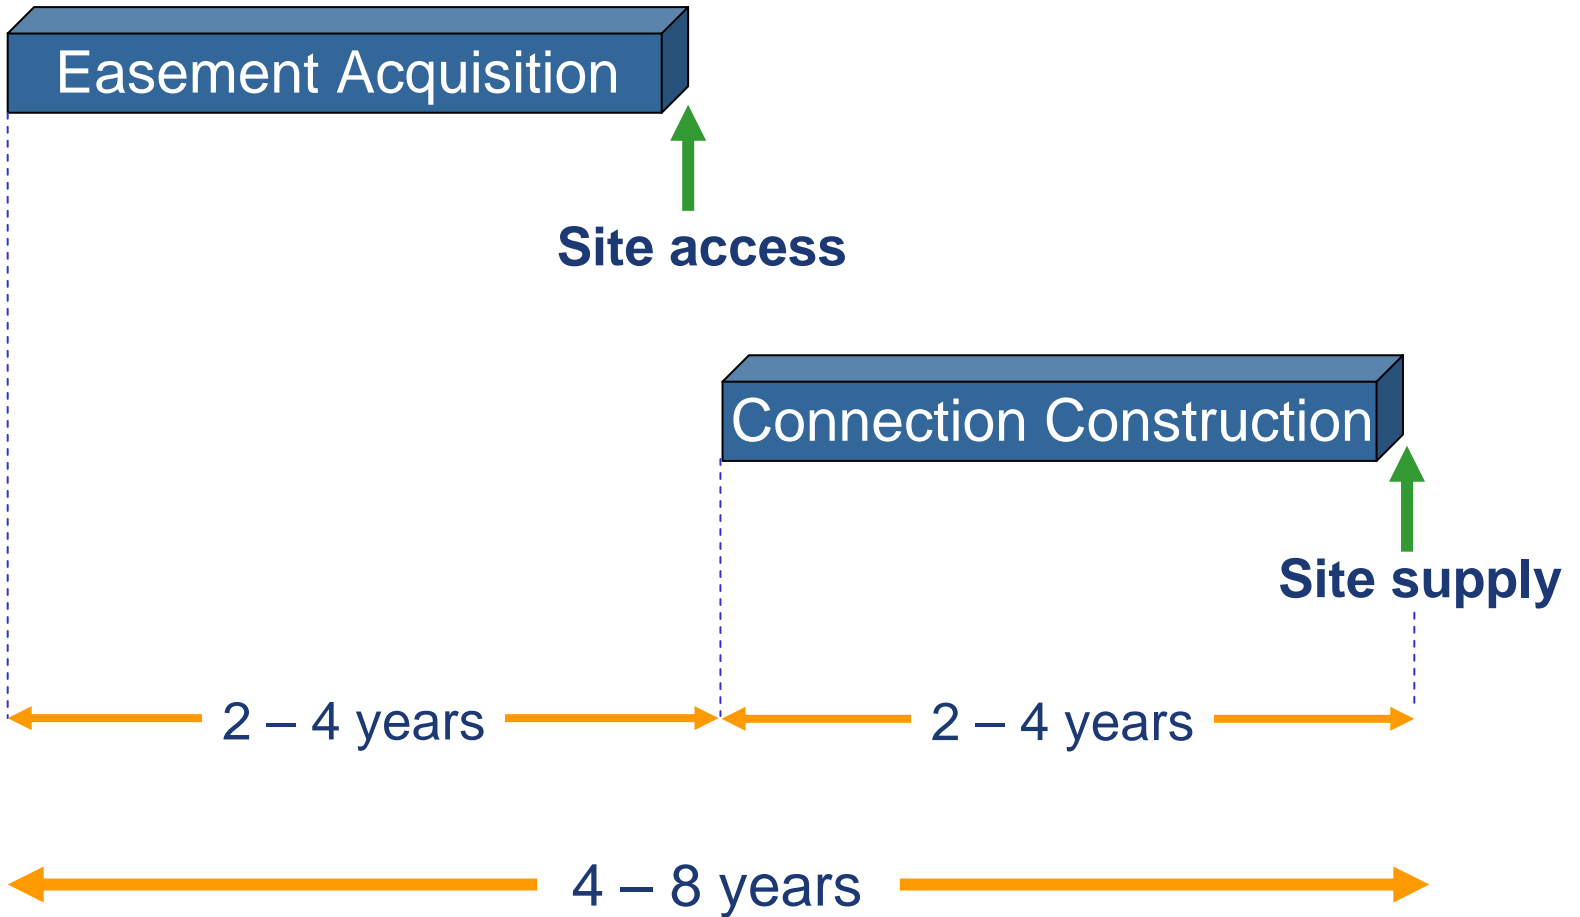 Easement Acquisition
Site access
Connection Construction
Site supply
2 – 4 years
2 – 4 years
4 – 8 years